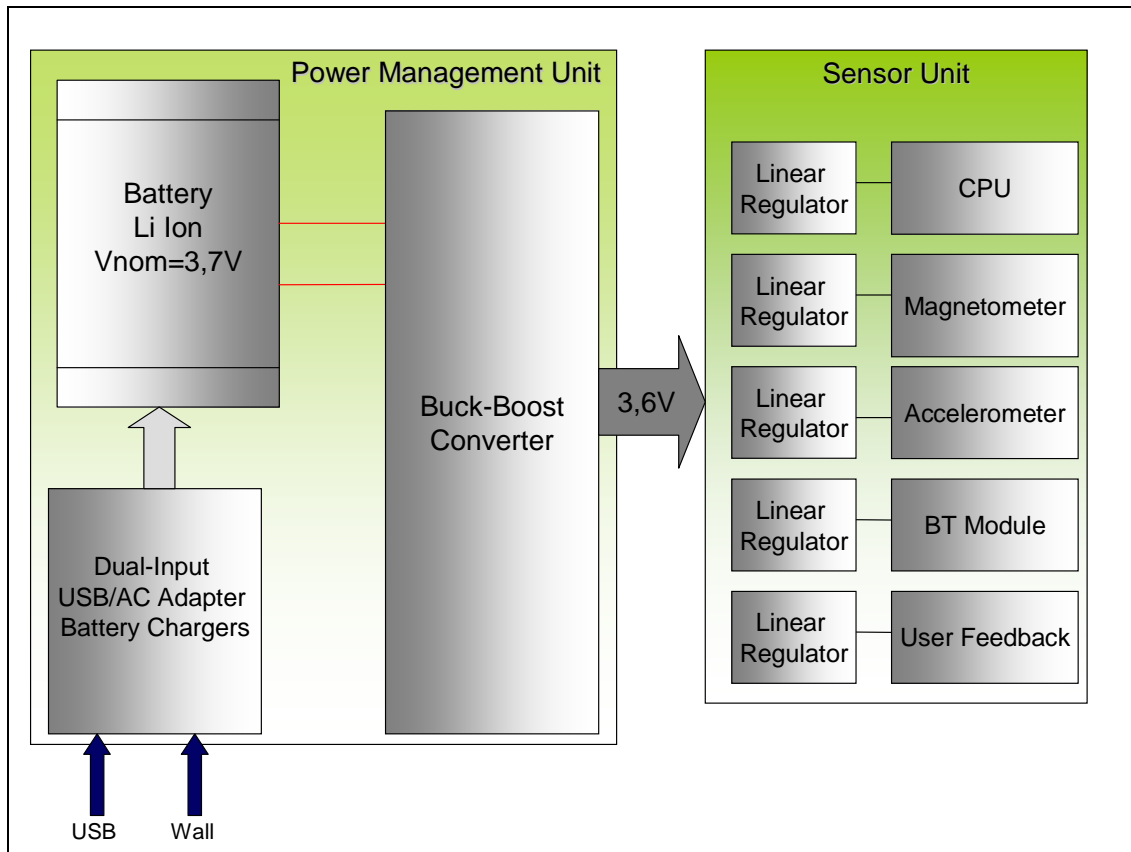 Power Management Unit
Battery
Li Ion
Vnom=3,7V
Buck-Boost
Converter
Dual-Input
USB/AC Adapter
Battery Chargers
USB
Wall
3,6V
Sensor Unit
Linear
Regulator
CPU
Linear
Regulator
Magnetometer
Linear
Regulator
Accelerometer
Linear
Regulator
BT Module
Linear
Regulator
User Feedback